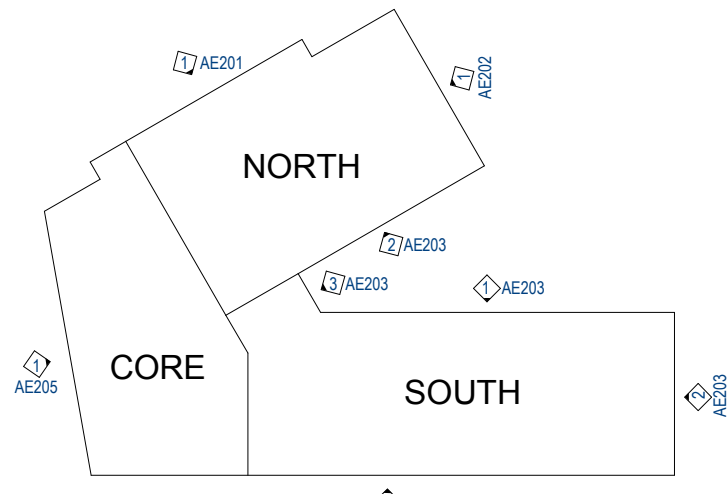 1 AE201
1
AE202
NORTH
2 AE203
3 AE203
1 AE203
1
AE205
CORE
SOUTH
2
AE203